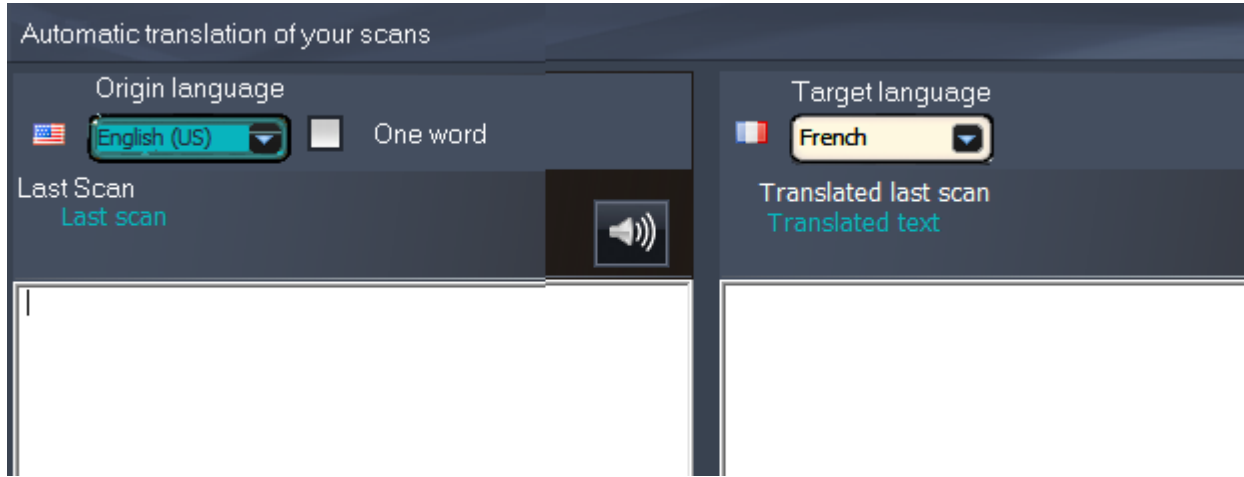 Automatic translation of your scans
Origin language
English (US)
One word
Last Scan
Last scan
Target language
French
Translated last scan
Translated text